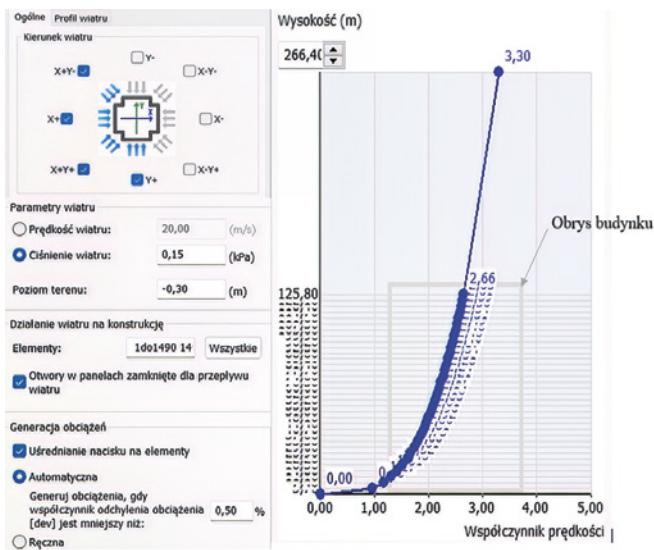 Ogólne Profil wiatru
Kierunek wiatru
Y-
X+Y- X-Y-
X+ X-
X+Y+ X-Y+
Y+
Parametry wiatru
Prędkość wiatru: 20,00 (m/s)
Ciśnienie wiatru: 0,15 (kPa)
Poziom terenu: -0,30 (m)
Działanie wiatru na konstrukcję
Elementy: 1do1490 14 Wszystkie
Otwory w panelach zamknięte dla przepływu
wiatru
Generacja obciążeń
Uśrednianie nacisku na elementy
Automatyczna
Generuj obciążenia, gdy
współczynnik odchylenia obciążenia 0,50 %
[dev] jest mniejszy niż:
Ręczna
Wysokość (m)
266,40
3,30
Obrys budynku
2,66
125,80
0,00
0,00 1,00 2,00 3,00 4,00 5,00
Współczynnik prędkości